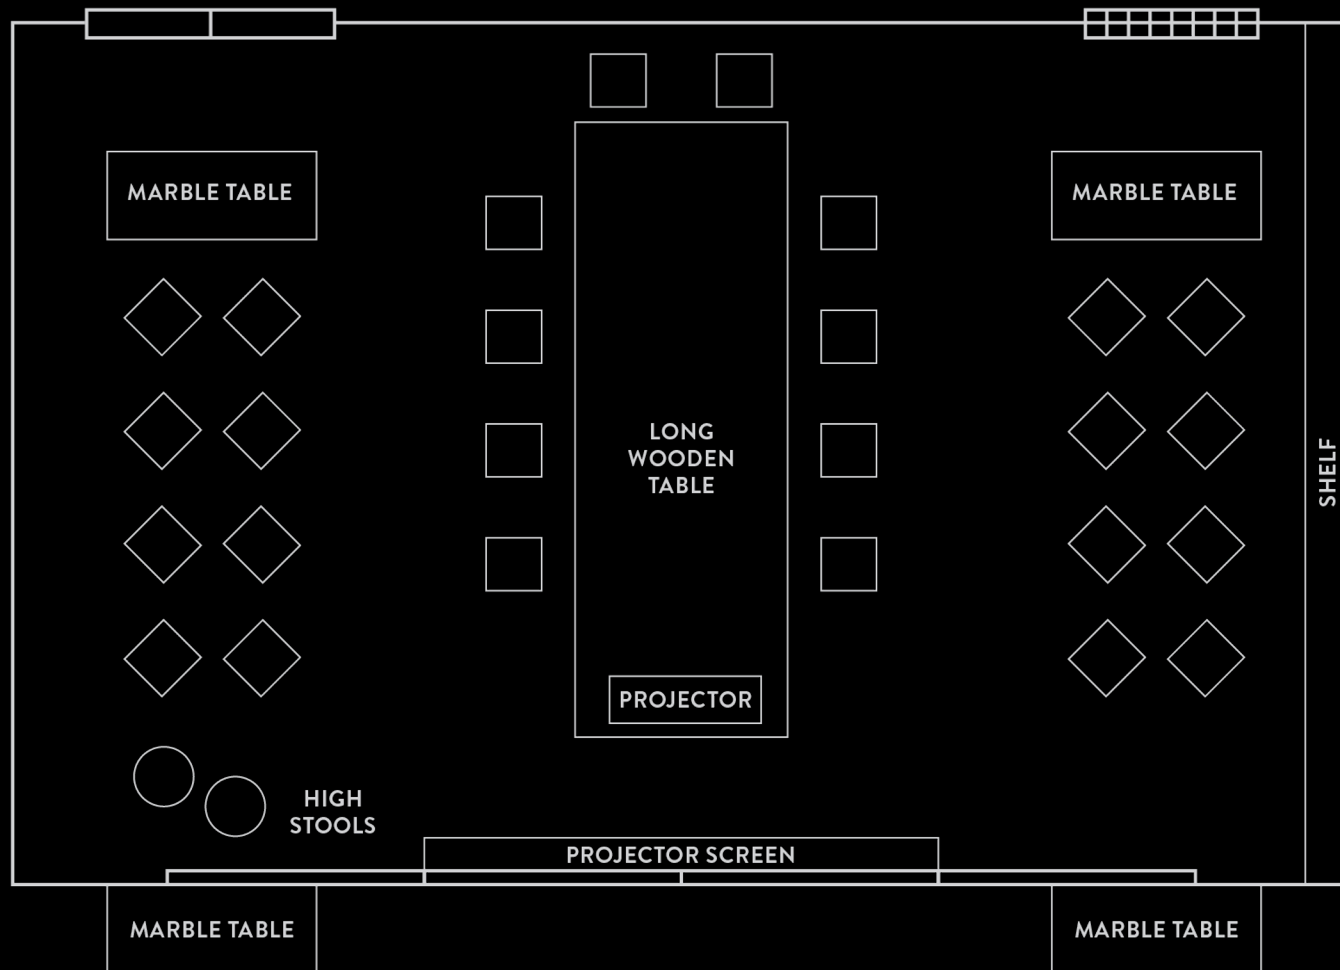 MARBLE TABLE
MARBLE TABLE
LONG
WOODEN
TABLE
SHELF
PROJECTOR
HIGH
STOOLS
PROJECTOR SCREEN
MARBLE TABLE
MARBLE TABLE